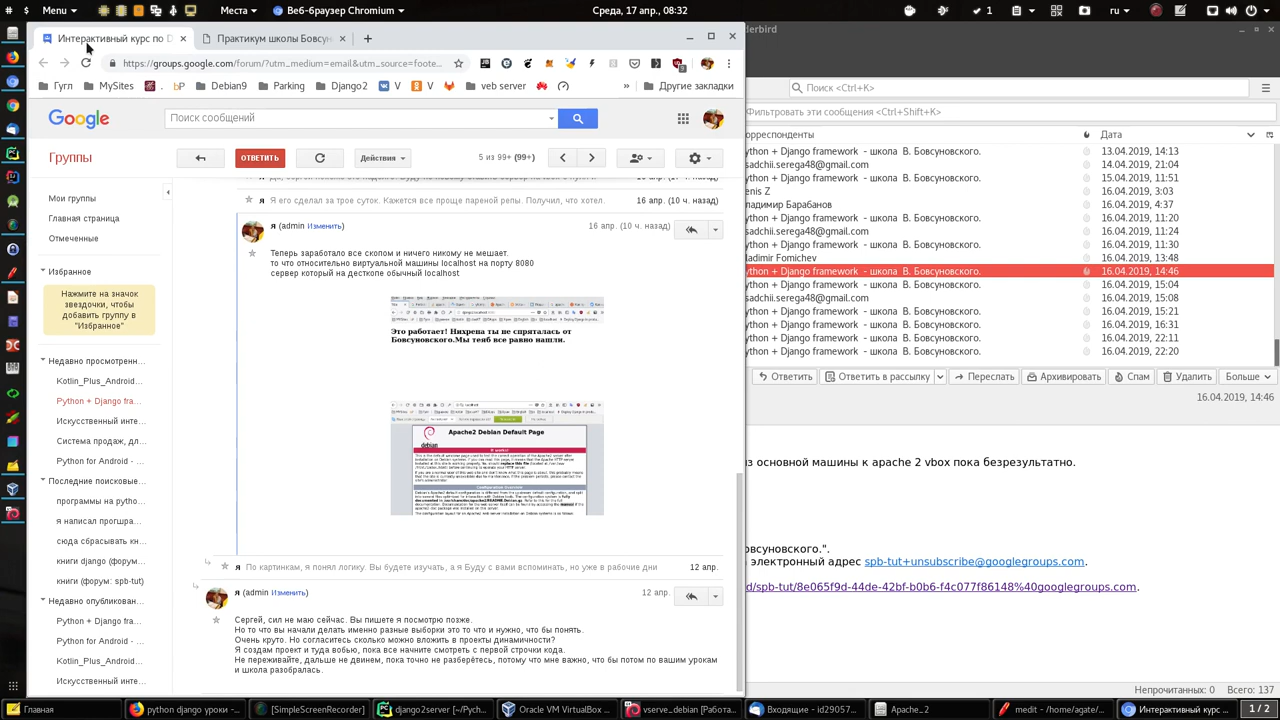 Среда, 17 апреля 08:32
Интерактивный курс по D
Практикум школы Бовсун
https://groups.google.com/forum/?utm_medium=email&utm_source=foote...
Гугл
MySites
Debian9
Parking
Django2
V
V
veb server
»
Другие закладки
Google
Поиск сообщений
Группы
ОТВЕТИТЬ
Действия
5 из 99+ (99+)
Мои группы
Главная страница
Отмеченные
Избранное
Нажмите на значок
звездочки, чтобы
добавить группу в
"Избранное"
Недавно просмотренн…
Kotlin_Plus_Android…
Python + Django fra…
Искусственный инте…
Система продаж, дл…
Python for Android - …
Последние поисковые…
программы на pytho…
я написал прогшра…
сюда сбрасывать кн…
книги django (форум…
книги (форум: spb-tut)
Недавно опубликован…
Python + Django fra…
Python for Android - …
Kotlin_Plus_Android…
Искусственный инте…
я Я его сделал за трое суток. Кажется все проще пареной репы. Получил, что хотел. 16 апр. (10 ч. назад)
я (admin Изменить) 16 апр. (10 ч. назад)
Теперь заработало все скопом и ничего никому не мешает.
то что относительно виртуальной машины localhost на порту 8080
сервер который на десктопе обычный localhost
Это работает! Нихрена ты не спряталась от
Бовсуновского.Мы теиб все равно нашли.
Apache2 Debian Default Page
debian
It works!
Configuration Overview
я По картинкам, я понял логику. Вы будете изучать, а я Буду с вами вспоминать, но уже в рабочие дни 12 апр.
я (admin Изменить) 12 апр.
Сергей, сил не маю сейчас. Вы пишете я посмотрю позже.
Но то что вы начали делать именно разные выборки это то что и нужно, что бы понять.
Очень круто. Но согласитесь сколько можно вложить в проекты динамичности?
Я создам проект и туда вобью, пока все начните смотреть с первой строчки кода.
Не переживайте, дальше не двинем, пока точно не разберётесь, потому что мне важно, что бы потом по вашим урокам
и школа разобралась.
derbird
Поиск <Ctrl+K>
Фильтровать эти сообщения <Ctrl+Shift+K>
орреспонденты Дата
ython + Django framework - школа В. Бовсуновского. 13.04.2019, 14:13
sadchii.serega48@gmail.com 14.04.2019, 21:04
ython + Django framework - школа В. Бовсуновского. 15.04.2019, 11:51
enis Z 16.04.2019, 3:03
ладимир Барабанов 16.04.2019, 4:37
ython + Django framework - школа В. Бовсуновского. 16.04.2019, 11:20
sadchii.serega48@gmail.com 16.04.2019, 11:24
ython + Django framework - школа В. Бовсуновского. 16.04.2019, 11:30
ladimir Fomichev 16.04.2019, 13:48
ython + Django framework - школа В. Бовсуновского. 16.04.2019, 14:46
ython + Django framework - школа В. Бовсуновского. 16.04.2019, 15:04
sadchii.serega48@gmail.com 16.04.2019, 15:08
ython + Django framework - школа В. Бовсуновского. 16.04.2019, 15:21
ython + Django framework - школа В. Бовсуновского. 16.04.2019, 16:31
ython + Django framework - школа В. Бовсуновского. 16.04.2019, 22:11
ython + Django framework - школа В. Бовсуновского. 16.04.2019, 22:20
Ответить
Ответить в рассылку
Переслать
Архивировать
Спам
Удалить
Больше
16.04.2019, 14:46
из основной машины к apache 2 vbox пока безрезультатно.
овсуновского.".
электронный адрес spb-tut+unsubscribe@googlegroups.com.
d/spb-tut/8e065f9d-44de-42bf-b0b6-f4c077f86148%40googlegroups.com.
Непрочитанных: 0 Всего: 137
Главная
python django уроки - ...
[SimpleScreenRecorder]
django2server [~/Pych...
Oracle VM VirtualBox ...
vserve_debian [Работа...
Входящие - id29057...
Apache_2
medit - /home/agate/...
Интерактивный курс ...
1 / 2